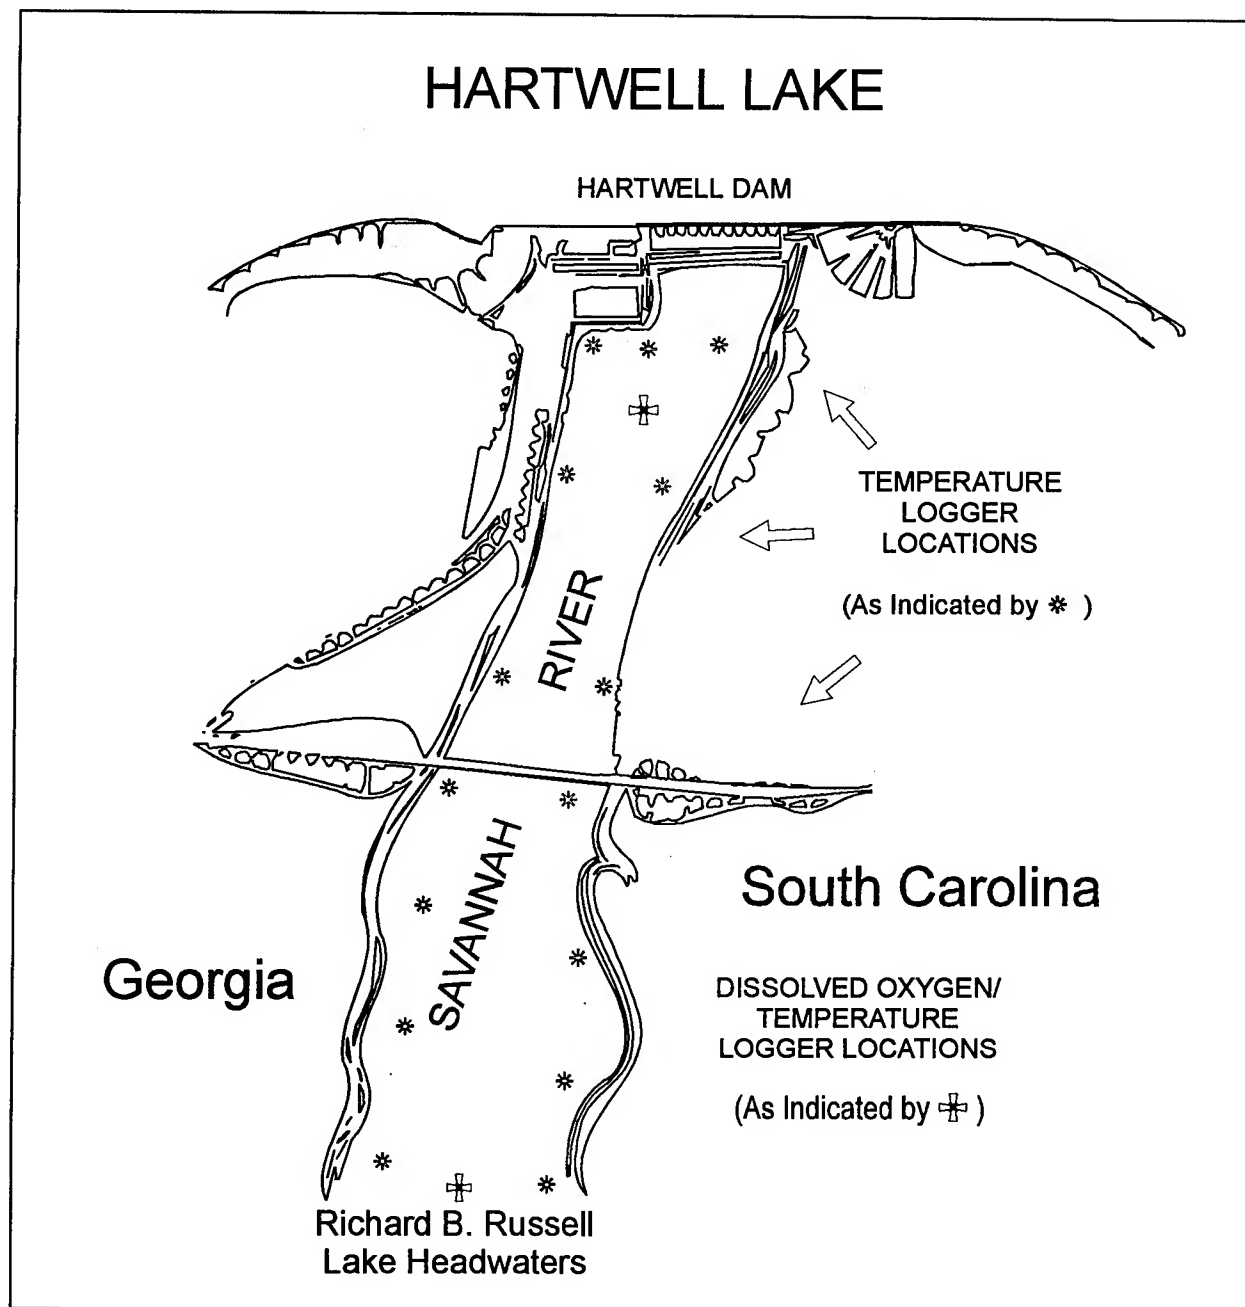 HARTWELL LAKE
HARTWELL DAM
TEMPERATURE
LOGGER
LOCATIONS
(As Indicated by ✳ )
RIVER
SAVANNAH
South Carolina
Georgia
DISSOLVED OXYGEN/
TEMPERATURE
LOGGER LOCATIONS
(As Indicated by ✠ )
Richard B. Russell
Lake Headwaters